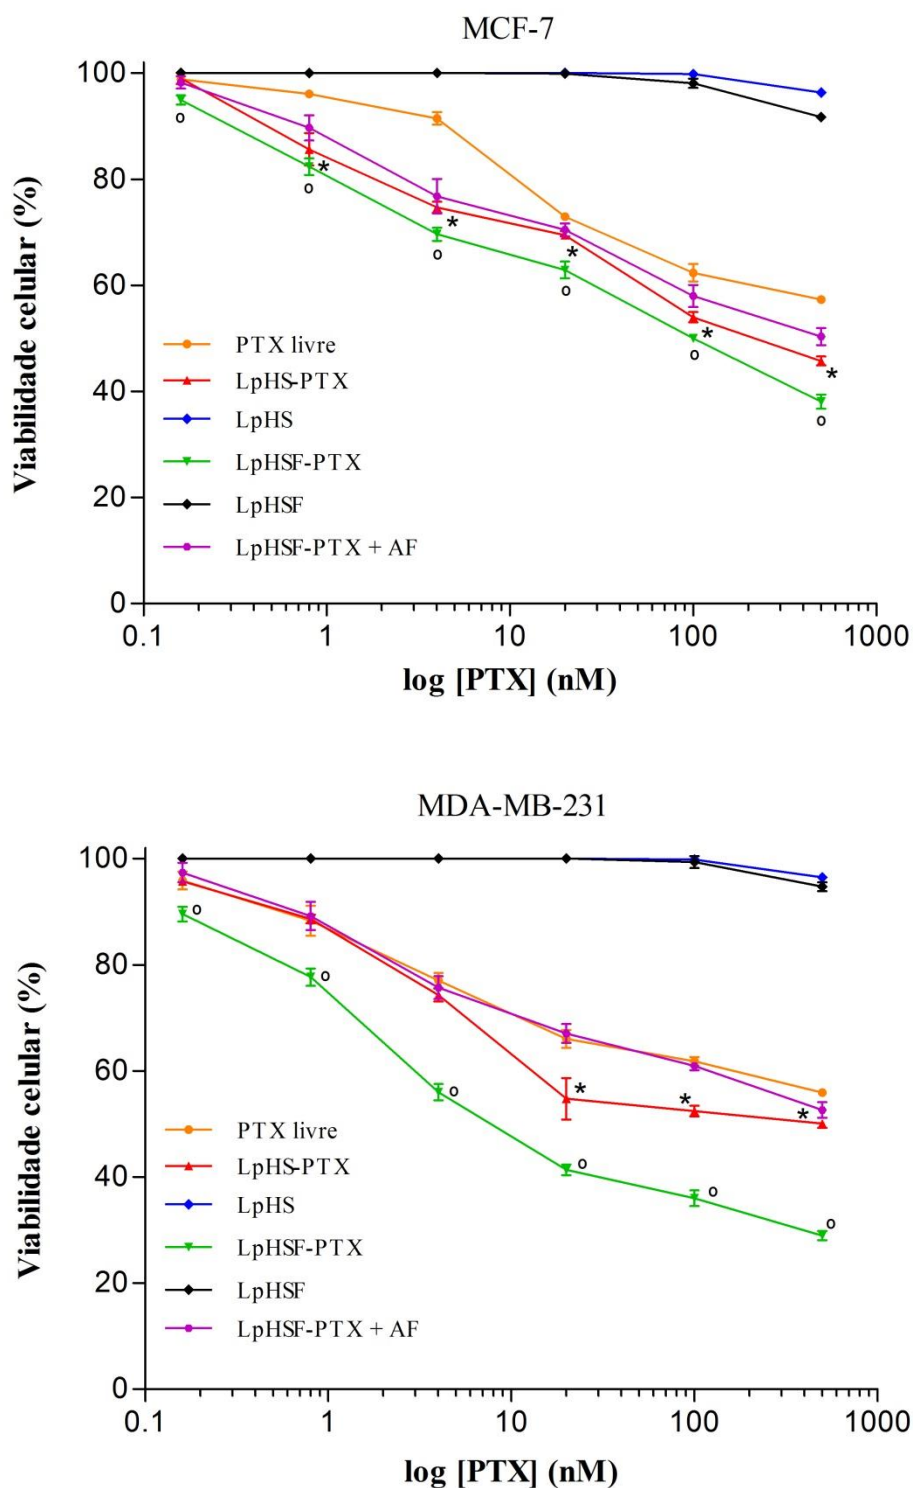 MCF-7
100
80
60
40
20
0
Viabilidade celular (%)
o
o
*
*
o
*
o
*
o
*
o
PTX livre
LpHS-PTX
LpHS
LpHSF-PTX
LpHSF
LpHSF-PTX + AF
0.1 1 10 100 1000
log [PTX] (nM)
MDA-MB-231
100
80
60
40
20
0
Viabilidade celular (%)
o
o
o
*
*
*
o
o
o
PTX livre
LpHS-PTX
LpHS
LpHSF-PTX
LpHSF
LpHSF-PTX + AF
0.1 1 10 100 1000
log [PTX] (nM)